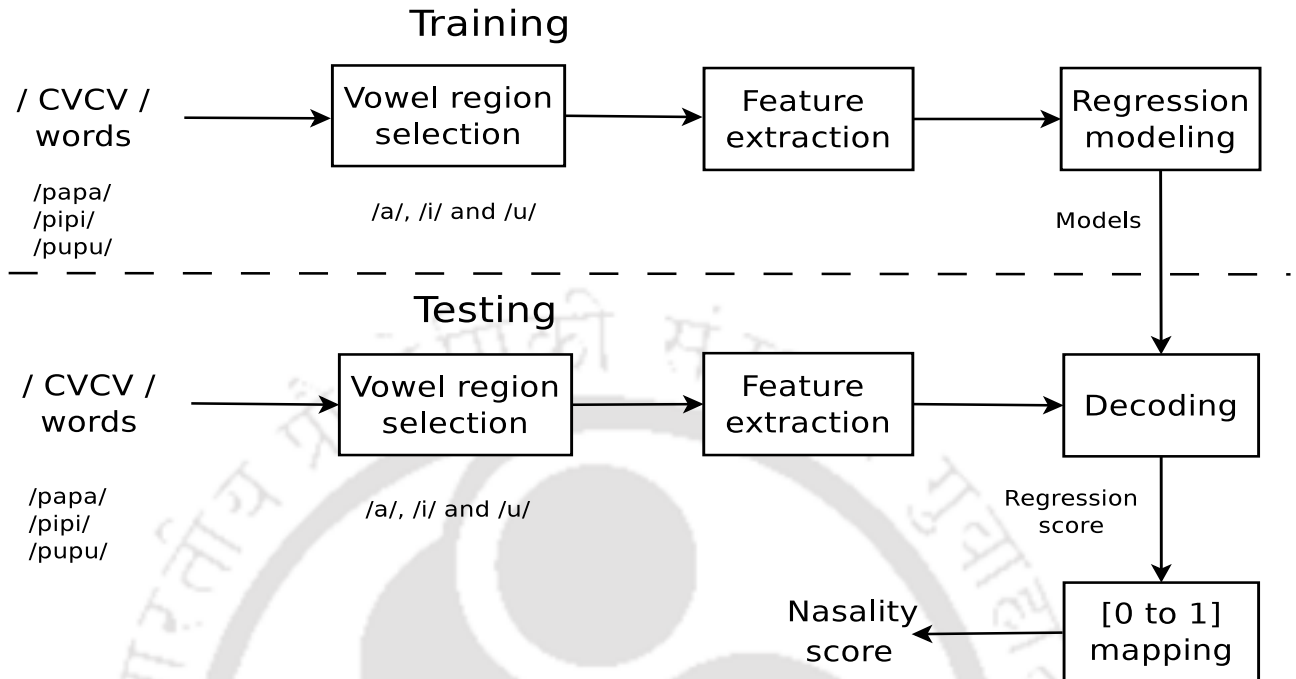 Training
/ CVCV /
words
/papa/
/pipi/
/pupu/
Vowel region
selection
/a/, /i/ and /u/
Feature
extraction
Regression
modeling
Models
Testing
/ CVCV /
words
/papa/
/pipi/
/pupu/
Vowel region
selection
/a/, /i/ and /u/
Feature
extraction
Decoding
Regression
score
[0 to 1]
mapping
Nasality
score